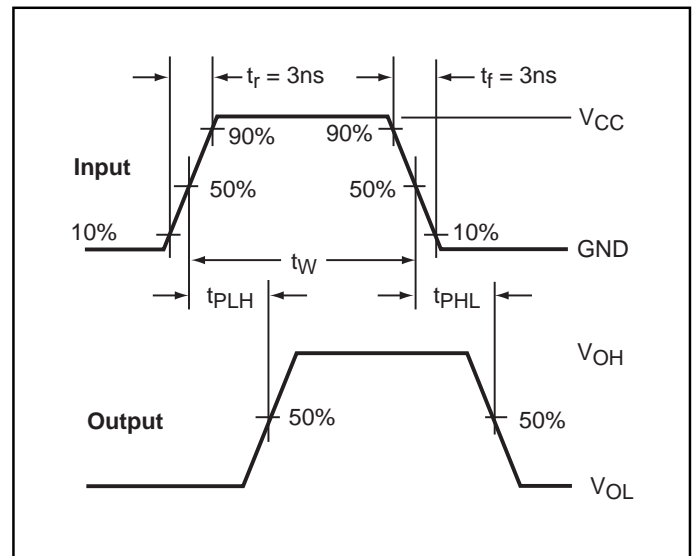 tr = 3ns
tf = 3ns
VCC
90%
90%
Input
50%
50%
10%
10%
GND
tW
tPLH
tPHL
VOH
Output
50%
50%
VOL